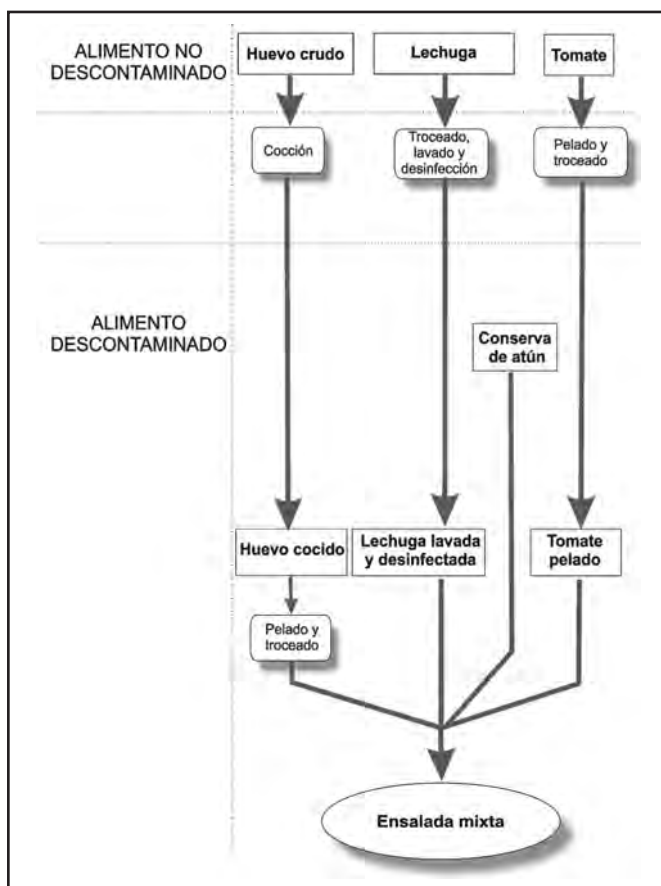 ALIMENTO NO
DESCONTAMINADO
Huevo crudo
Lechuga
Tomate
Cocción
Troceado,
lavado y
desinfección
Pelado y
troceado
ALIMENTO
DESCONTAMINADO
Conserva
de atún
Huevo cocido
Lechuga lavada
y desinfectada
Tomate
pelado
Pelado y
troceado
Ensalada mixta